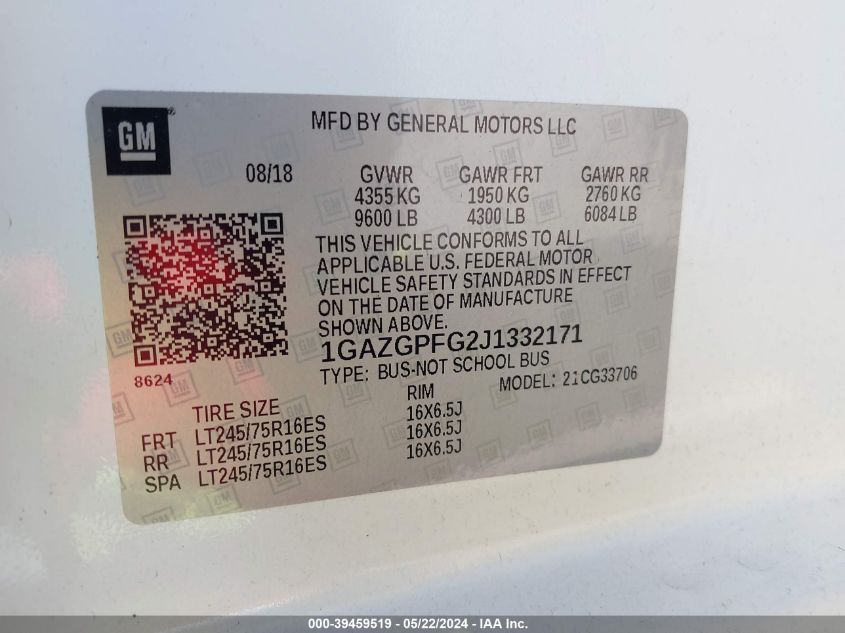 GM
MFD BY GENERAL MOTORS LLC
08/18 GVWR GAWR FRT GAWR RR
4355 KG 1950 KG 2760 KG
9600 LB 4300 LB 6084 LB
THIS VEHICLE CONFORMS TO ALL
APPLICABLE U.S. FEDERAL MOTOR
VEHICLE SAFETY STANDARDS IN EFFECT
ON THE DATE OF MANUFACTURE
SHOWN ABOVE.
1GAZGPFG2J1332171
8624
TYPE: BUS-NOT SCHOOL BUS
MODEL: 21CG33706
TIRE SIZE RIM
FRT LT245/75R16ES 16X6.5J
RR LT245/75R16ES 16X6.5J
SPA LT245/75R16ES 16X6.5J
000-39459519 - 05/22/2024 - IAA Inc.